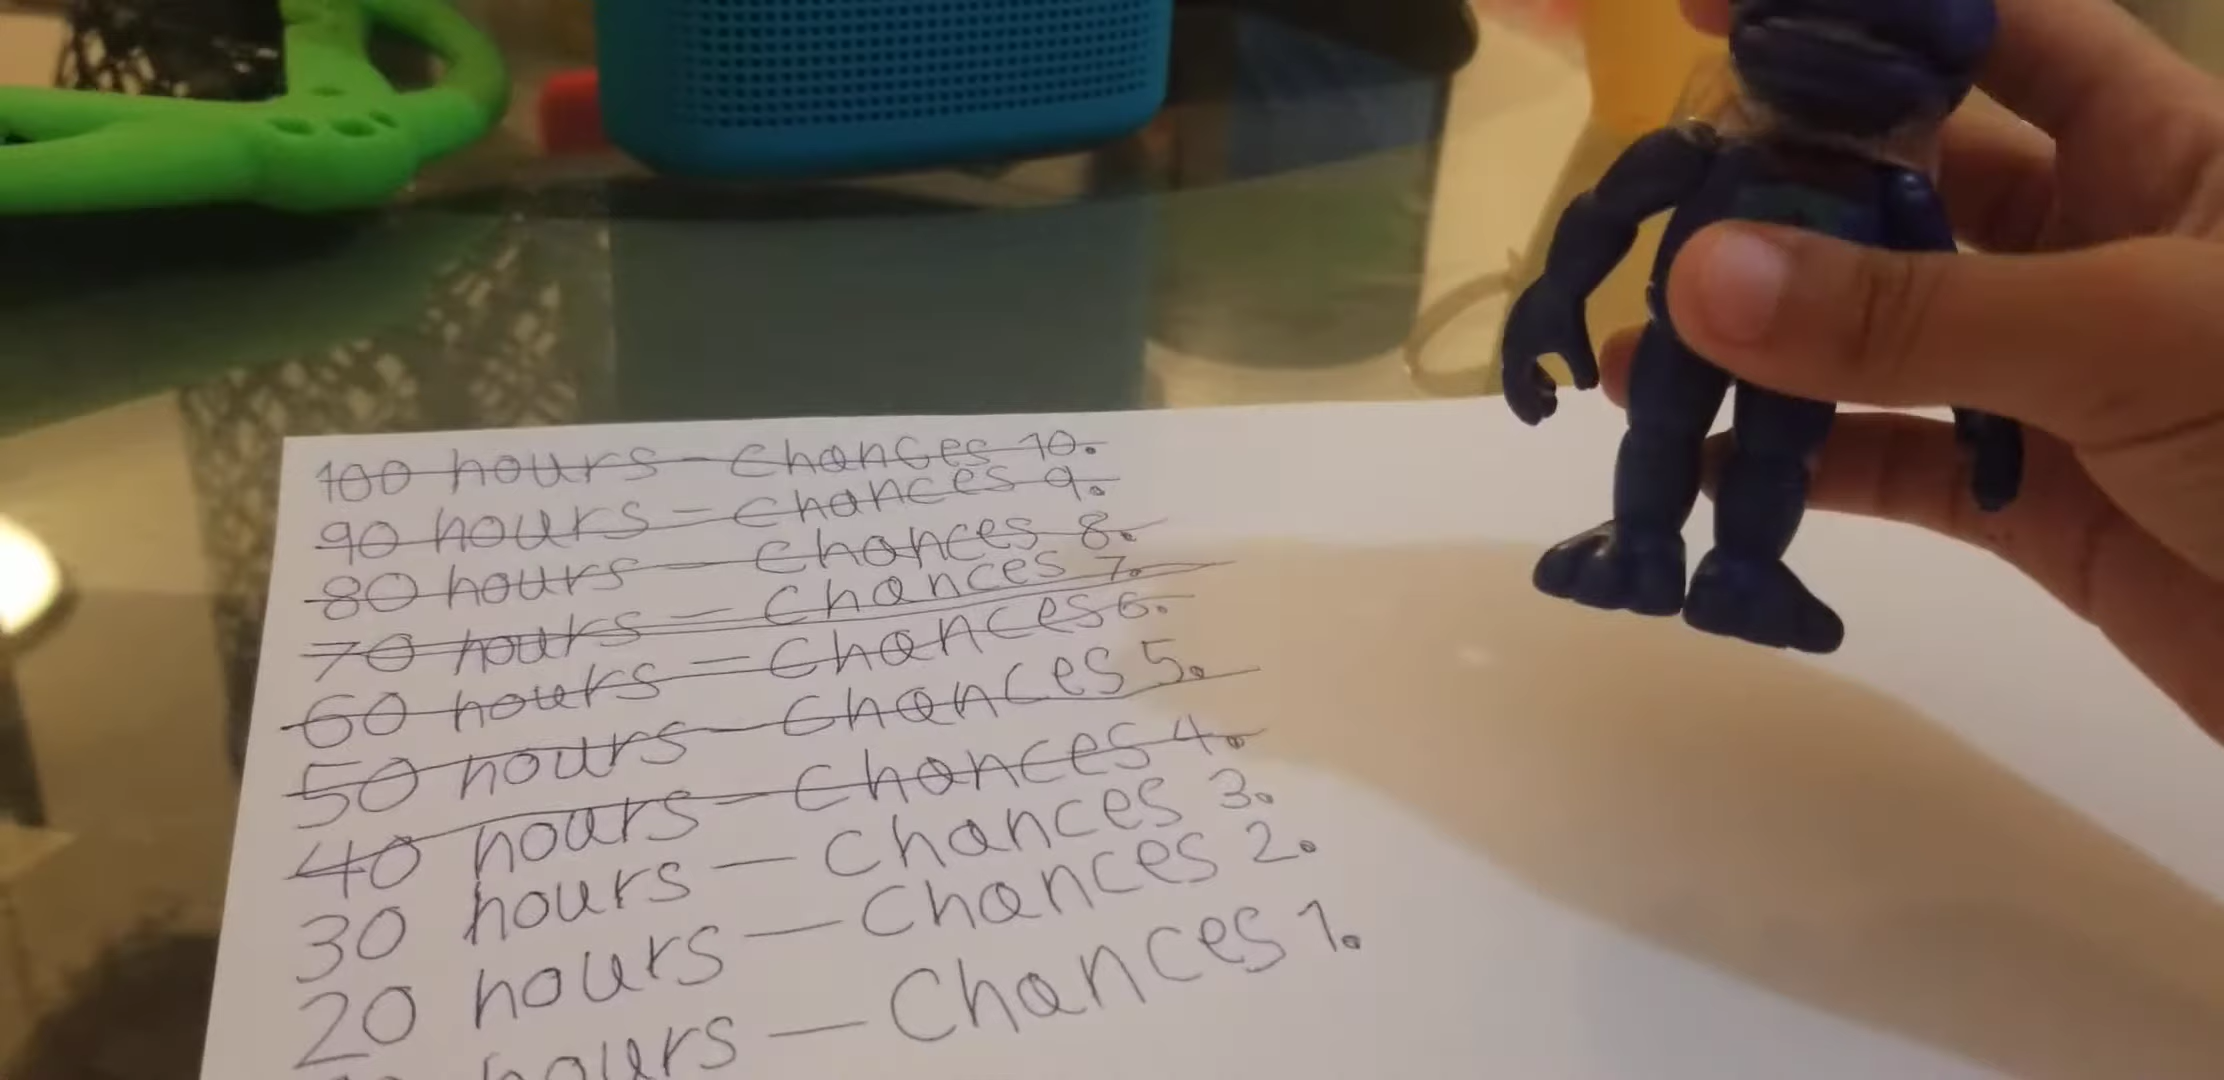 100 hours - Chances 10.
90 hours - Chances 9.
80 hours - Chances 8.
70 hours - Chances 7.
60 hours - Chances 6.
50 hours - Chances 5.
40 hours - Chances 4.
30 hours - Chances 3.
20 hours - Chances 2.
hours - Chances 1.